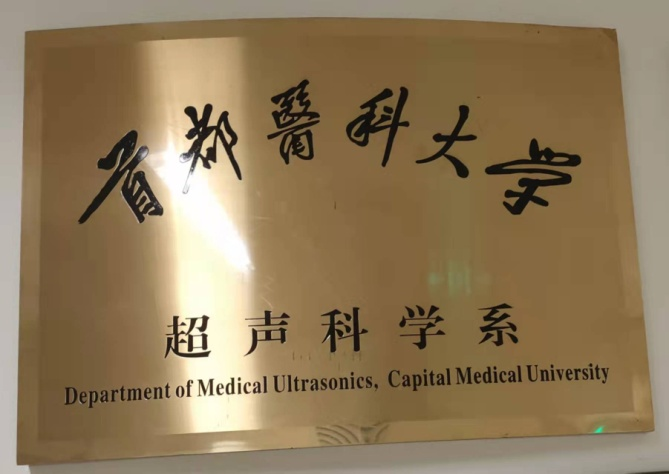 首都醫科大学
超声科学系
Department of Medical Ultrasonics, Capital Medical University